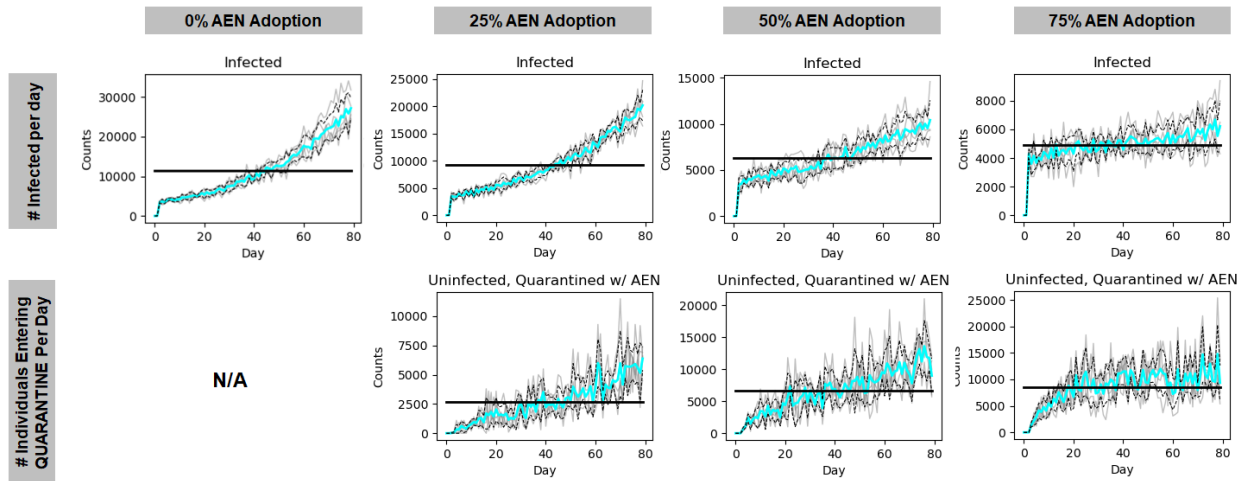 0% AEN Adoption
25% AEN Adoption
50% AEN Adoption
75% AEN Adoption
# Infected per day
Infected
30000
20000
10000
0
Counts
0 20 40 60 80
Day
Infected
25000
20000
15000
10000
5000
0
Counts
0 20 40 60 80
Day
Infected
15000
10000
5000
0
Counts
0 20 40 60 80
Day
Infected
8000
6000
4000
2000
0
Counts
0 20 40 60 80
Day
# Individuals Entering
QUARANTINE Per Day
N/A
Uninfected, Quarantined w/ AEN
10000
7500
5000
2500
0
Counts
0 20 40 60 80
Day
Uninfected, Quarantined w/ AEN
20000
15000
10000
5000
0
Counts
0 20 40 60 80
Day
Uninfected, Quarantined w/ AEN
25000
20000
15000
10000
5000
0
Counts
0 20 40 60 80
Day